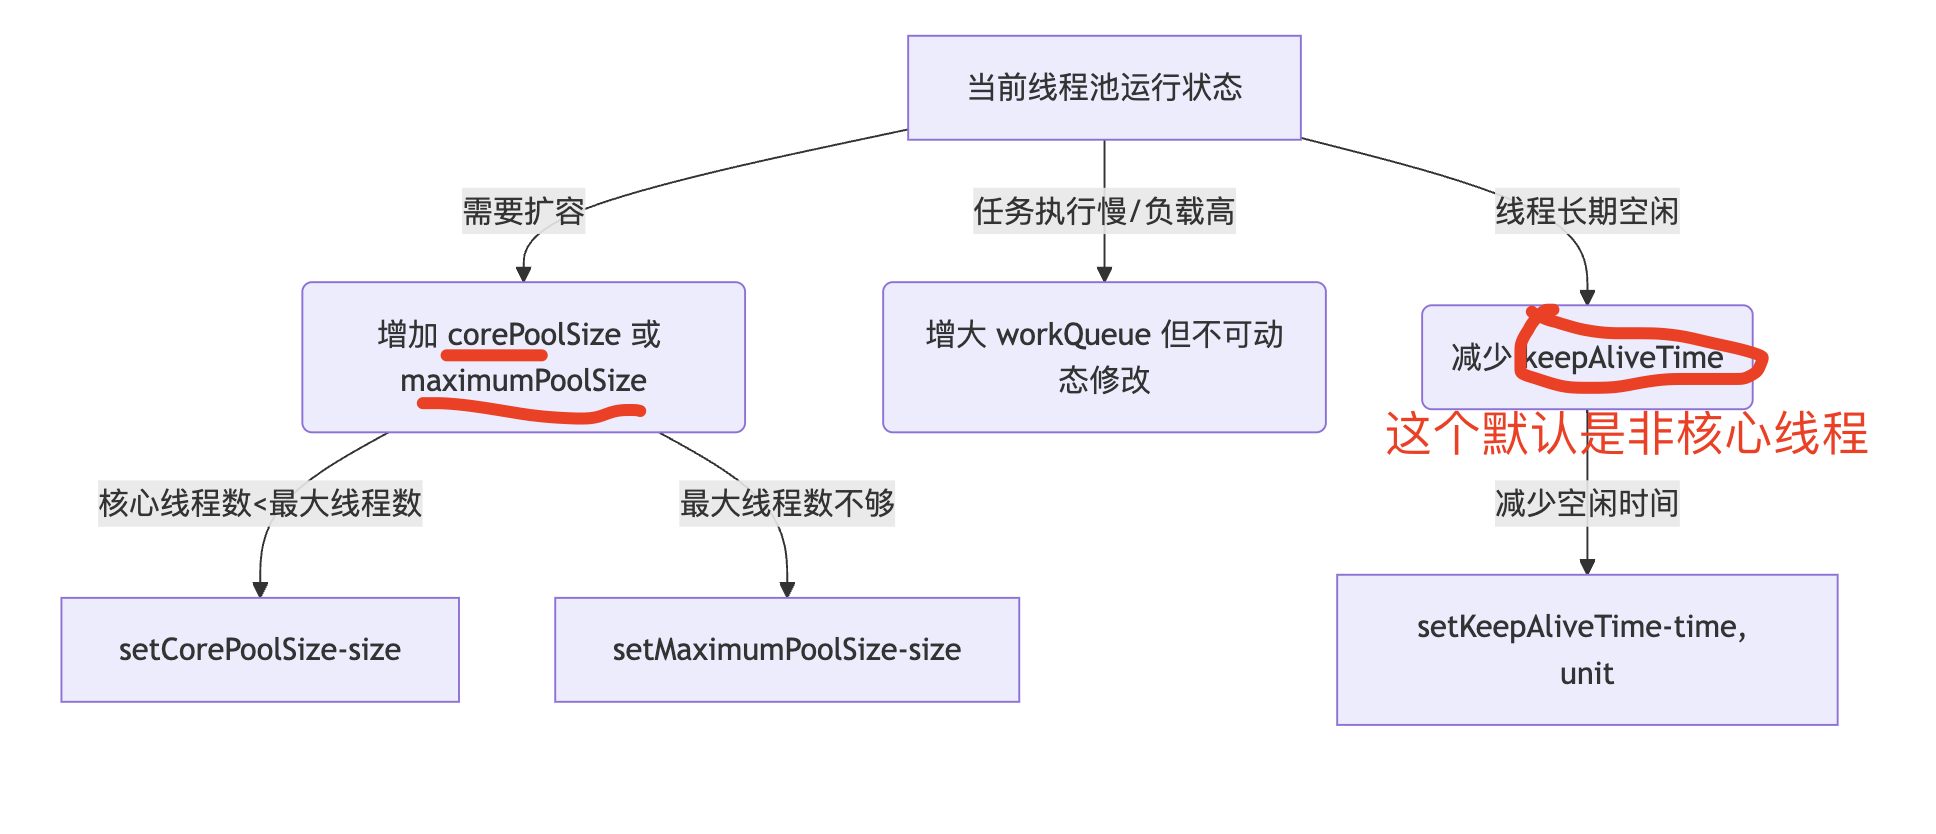 当前线程池运行状态
需要扩容
任务执行慢/负载高
线程长期空闲
增加 corePoolSize 或
maximumPoolSize
增大 workQueue 但不可动
态修改
减少 keepAliveTime
这个默认是非核心线程
核心线程数<最大线程数
最大线程数不够
减少空闲时间
setCorePoolSize-size
setMaximumPoolSize-size
setKeepAliveTime-time,
unit